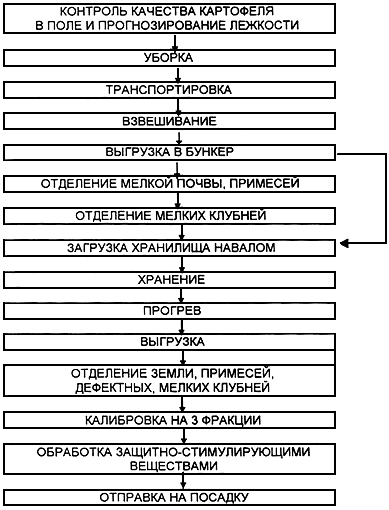 КОНТРОЛЬ КАЧЕСТВА КАРТОФЕЛЯ
В ПОЛЕ И ПРОГНОЗИРОВАНИЕ ЛЕЖКОСТИ
УБОРКА
ТРАНСПОРТИРОВКА
ВЗВЕШИВАНИЕ
ВЫГРУЗКА В БУНКЕР
ОТДЕЛЕНИЕ МЕЛКОЙ ПОЧВЫ, ПРИМЕСЕЙ
ОТДЕЛЕНИЕ МЕЛКИХ КЛУБНЕЙ
ЗАГРУЗКА ХРАНИЛИЩА НАВАЛОМ
ХРАНЕНИЕ
ПРОГРЕВ
ВЫГРУЗКА
ОТДЕЛЕНИЕ ЗЕМЛИ, ПРИМЕСЕЙ,
ДЕФЕКТНЫХ, МЕЛКИХ КЛУБНЕЙ
КАЛИБРОВКА НА 3 ФРАКЦИИ
ОБРАБОТКА ЗАЩИТНО-СТИМУЛИРУЮЩИМИ
ВЕЩЕСТВАМИ
ОТПРАВКА НА ПОСАДКУ